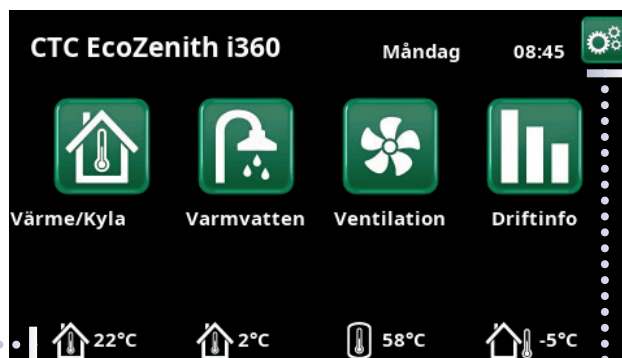 CTC EcoZenith i360 Måndag 08:45
Värme/Kyla Varmvatten Ventilation Driftinfo
22°C 2°C 58°C -5°C